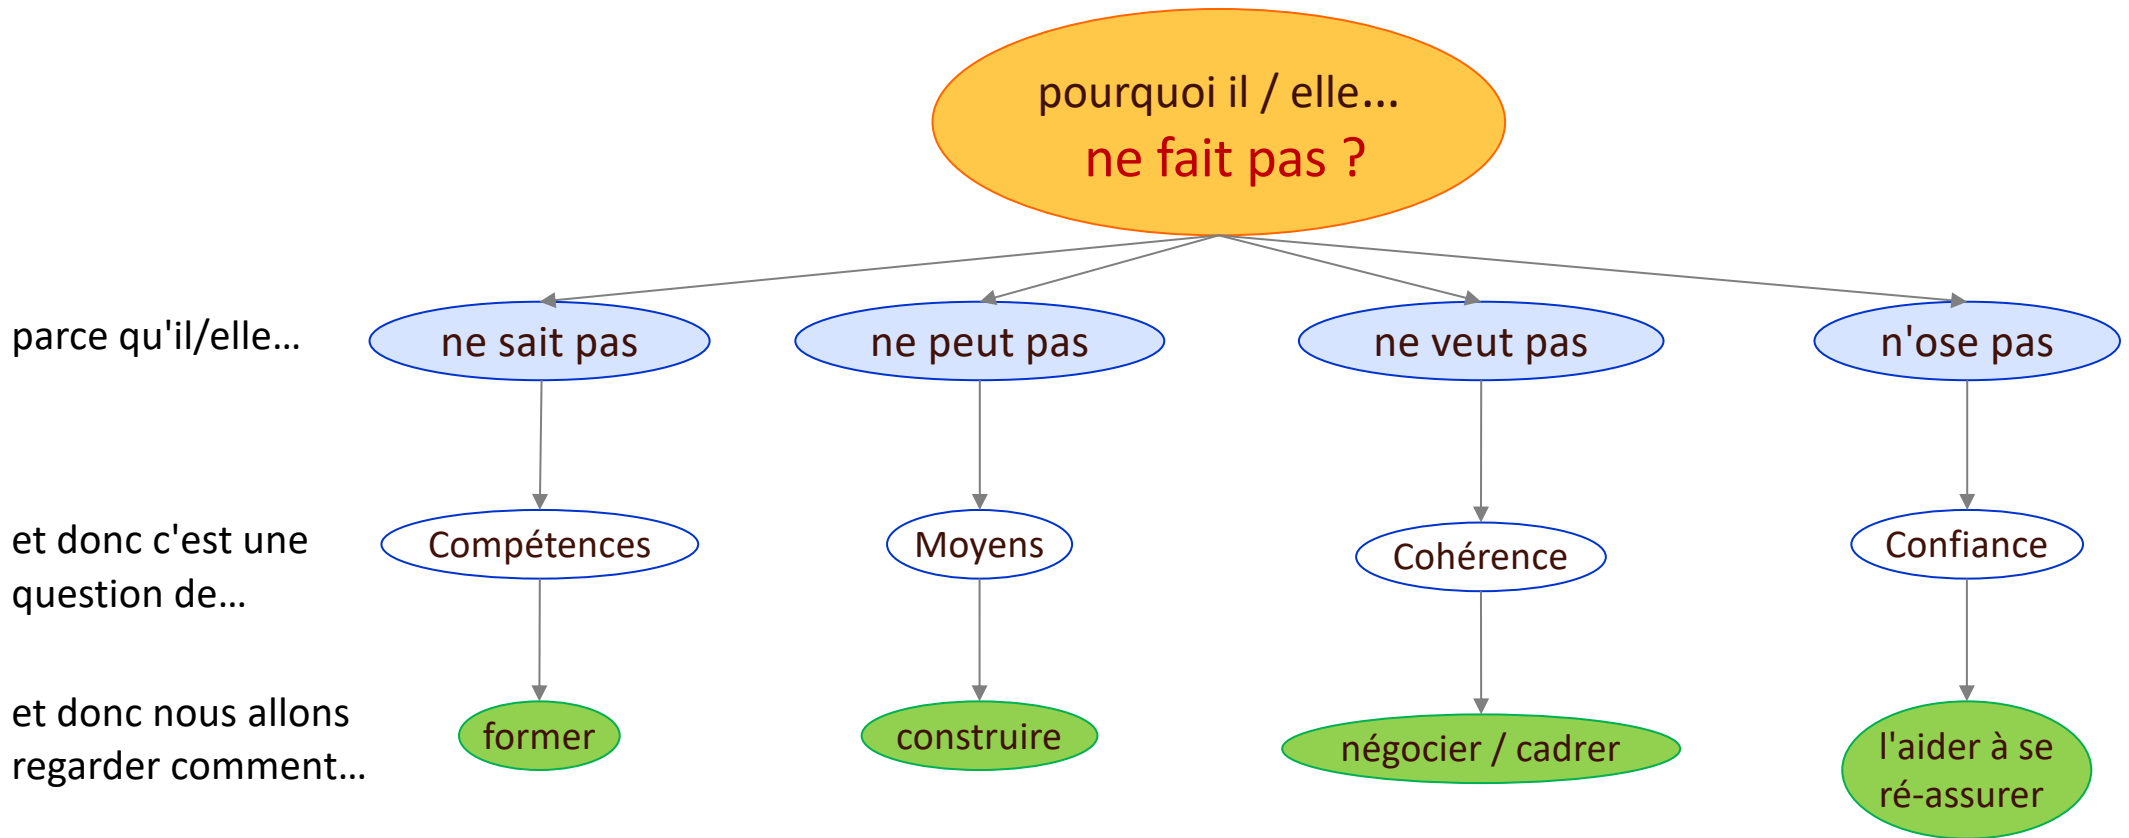 pourquoi il / elle...
ne fait pas ?
parce qu'il/elle...
ne sait pas
ne peut pas
ne veut pas
n'ose pas
et donc c'est une
question de...
Compétences
Moyens
Cohérence
Confiance
et donc nous allons
regarder comment...
former
construire
négocier / cadrer
l'aider à se
ré-assurer